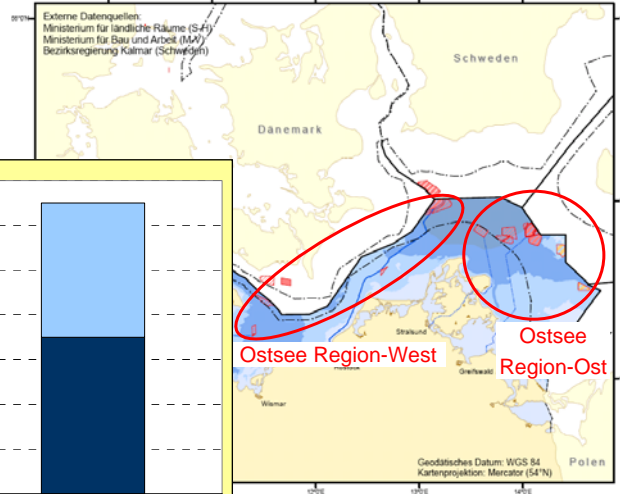 Externe Datenquellen:
Ministerium für ländliche Räume (S-H)
Ministerium für Bau und Arbeit (M-V)
Bezirksregierung Kalmar (Schweden)
Schweden
Dänemark
Ostsee Region-West
Ostsee
Region-Ost
Stralsund
Greifswald
Wismar
Geodätisches Datum: WGS 84
Kartenprojektion: Mercator (54°N)
Polen